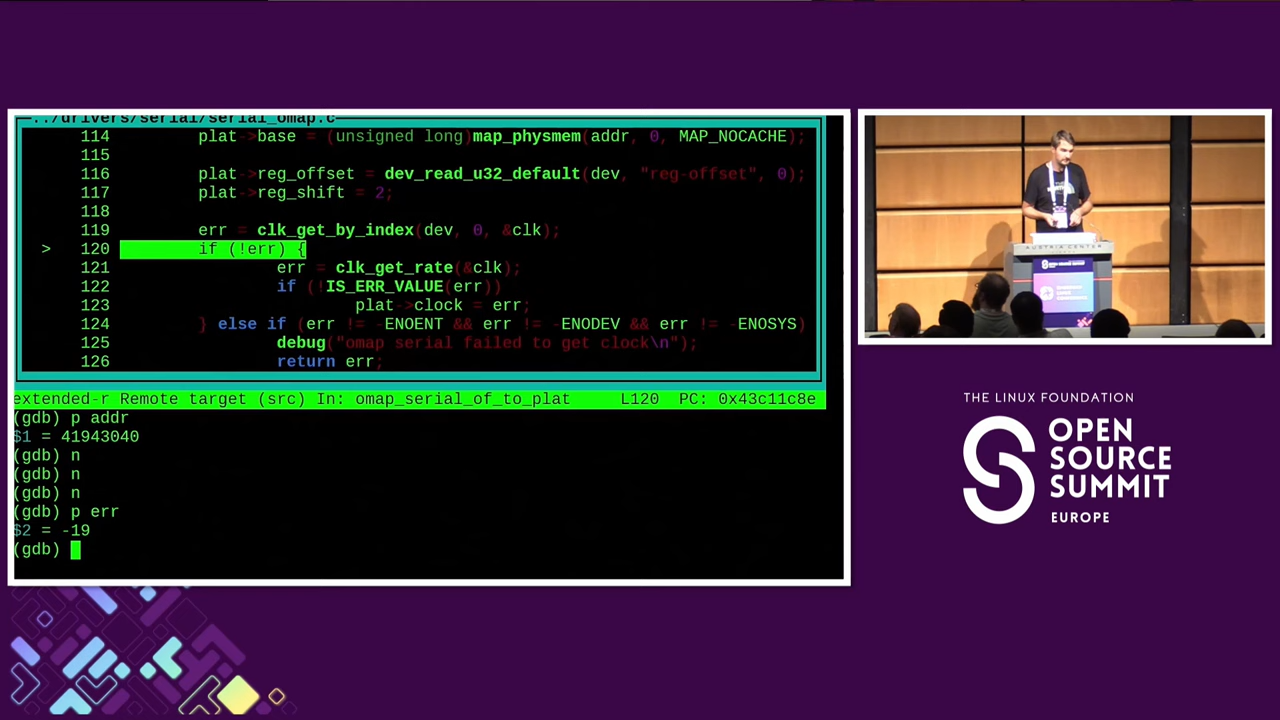 ../drivers/serial/serial_omap.c
114 plat->base = (unsigned long)map_physmem(addr, 0, MAP_NOCACHE);
115
116 plat->reg_offset = dev_read_u32_default(dev, "reg-offset", 0);
117 plat->reg_shift = 2;
118
119 err = clk_get_by_index(dev, 0, &clk);
> 120 if (!err) {
121 err = clk_get_rate(&clk);
122 if (!IS_ERR_VALUE(err))
123 plat->clock = err;
124 } else if (err != -ENOENT && err != -ENODEV && err != -ENOSYS)
125 debug("omap serial failed to get clock\n");
126 return err;
extended-r Remote target (src) In: omap_serial_of_to_plat L120 PC: 0x43c11c8e
(gdb) p addr
$1 = 41943040
(gdb) n
(gdb) n
(gdb) n
(gdb) p err
$2 = -19
(gdb)
AUSTRIA CENTER
THE LINUX FOUNDATION
OPEN
SOURCE
SUMMIT
EUROPE